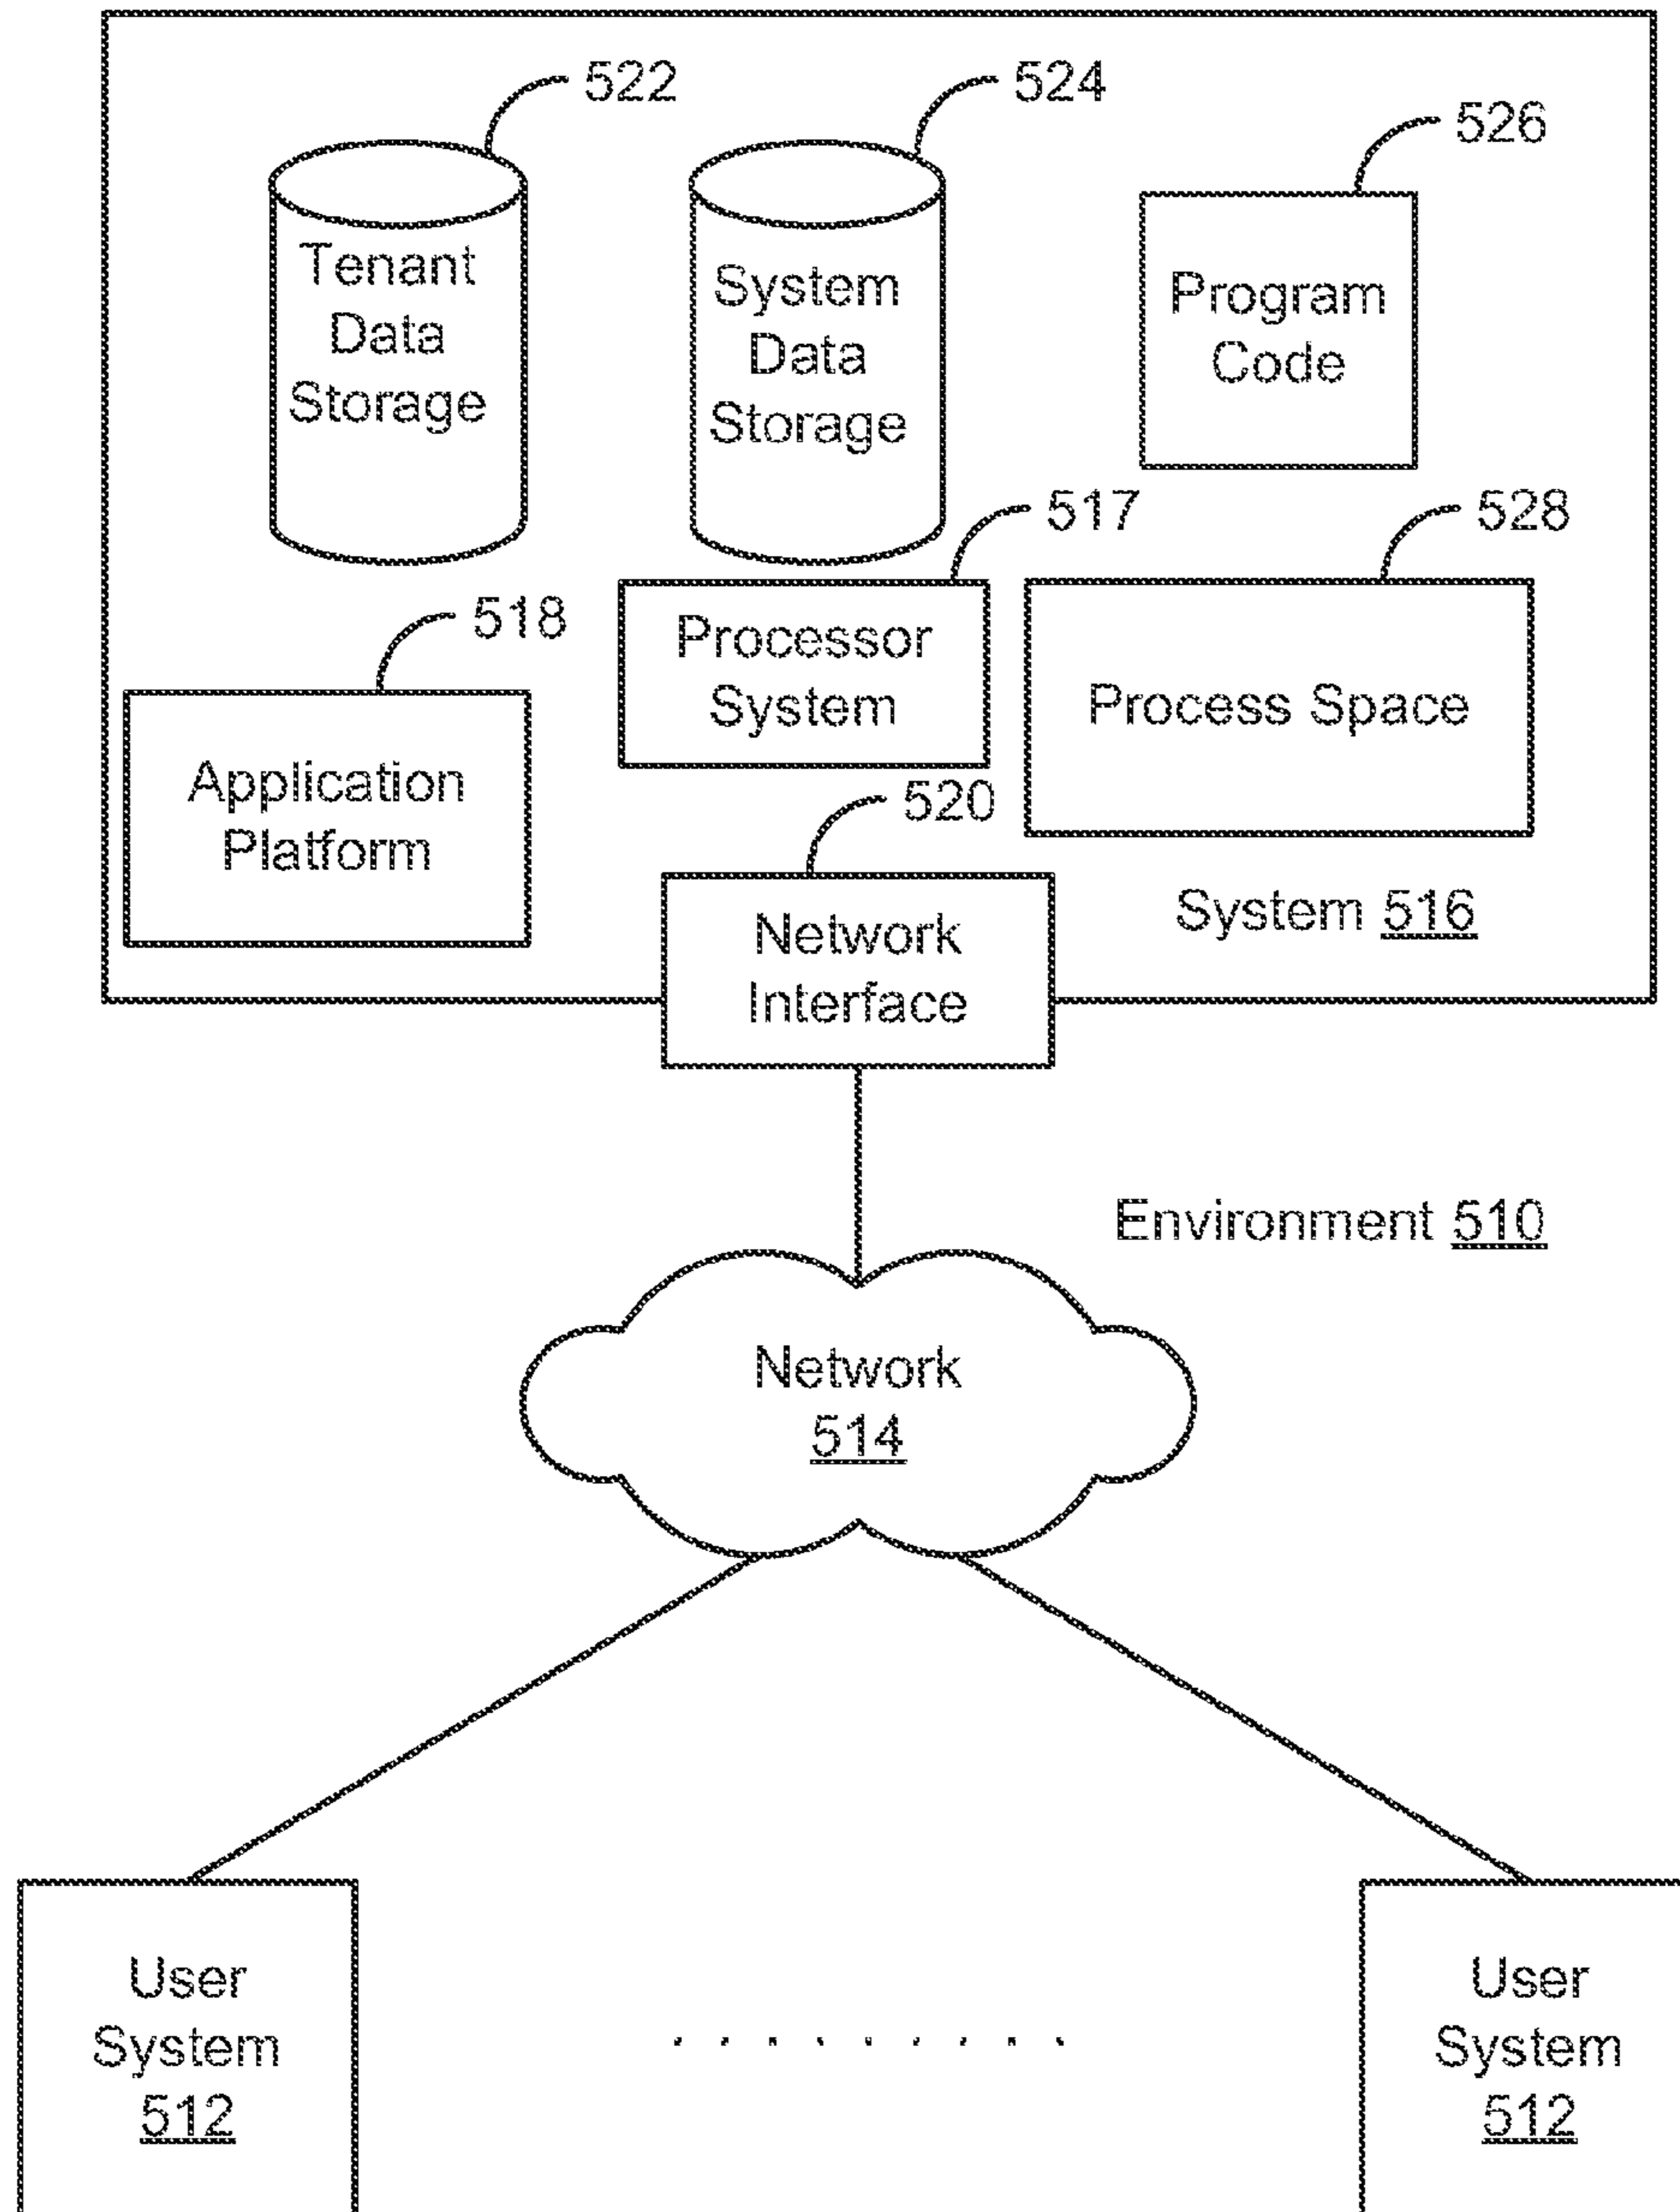 522
524
526
Tenant
Data
Storage
System
Data
Storage
Program
Code
517
528
518
Processor
System
Process Space
Application
Platform
520
Network
Interface
System 516
Environment 510
Network
514
User
System
512
User
System
512